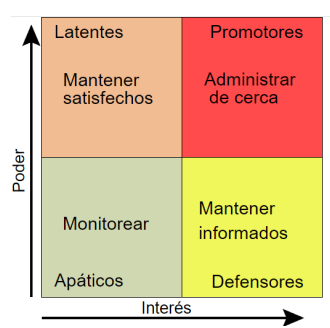 Latentes
Promotores
Mantener
satisfechos
Administrar
de cerca
Poder
Monitorear
Mantener
informados
Apáticos
Defensores
Interés